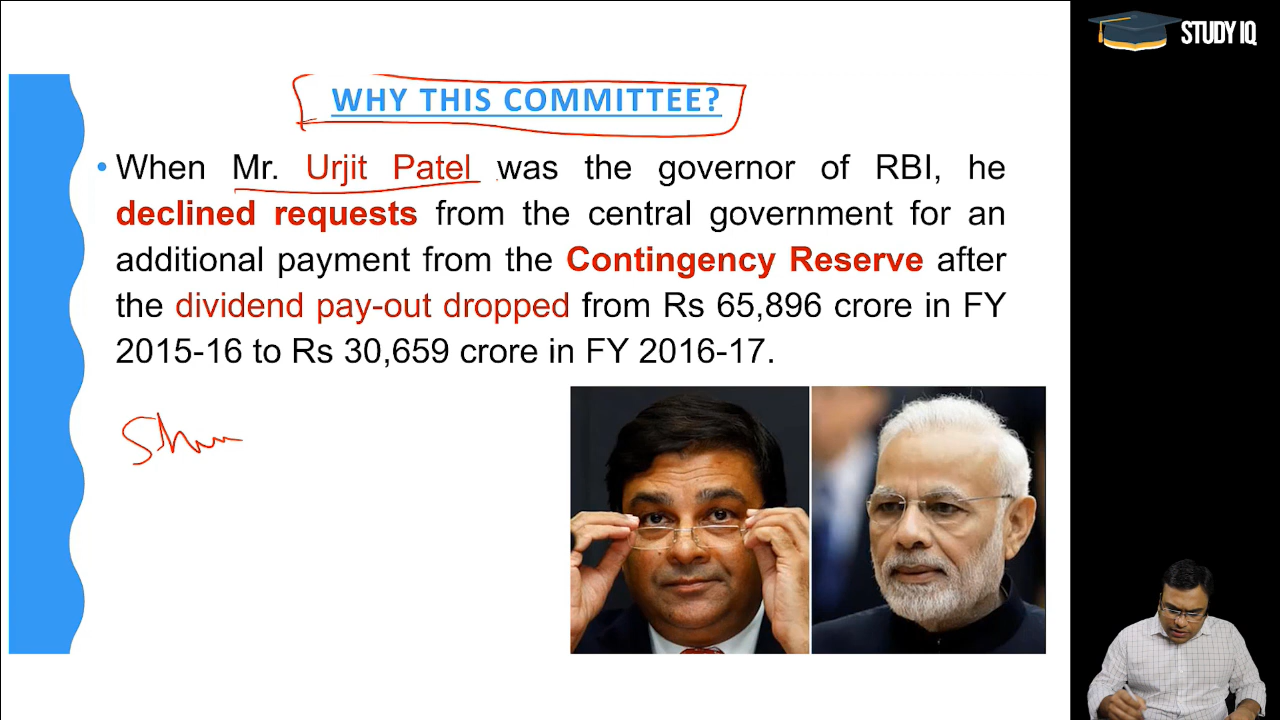 STUDY IQ
WHY THIS COMMITTEE?
• When Mr. Urjit Patel was the governor of RBI, he
declined requests from the central government for an
additional payment from the Contingency Reserve after
the dividend pay-out dropped from Rs 65,896 crore in FY
2015-16 to Rs 30,659 crore in FY 2016-17.